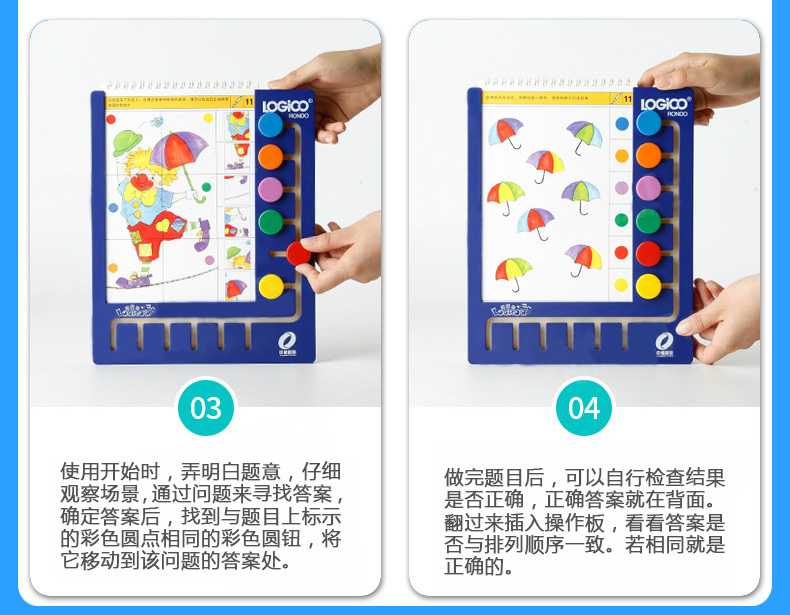 11
LOGICO®
RONDO
11
LOGICO®
RONDO
03
使用开始时，弄明白题意，仔细
观察场景，通过问题来寻找答案，
确定答案后，找到与题目上标示
的彩色圆点相同的彩色圆钮，将
它移动到该问题的答案处。
04
做完题目后，可以自行检查结果
是否正确，正确答案就在背面。
翻过来插入操作板，看看答案是
否与排列顺序一致。若相同就是
正确的。